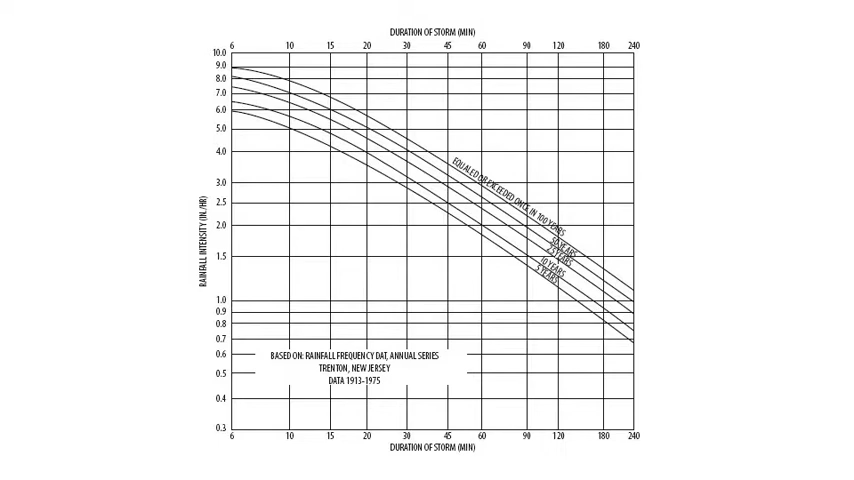 DURATION OF STORM (MIN)
6 10 15 20 30 45 60 90 120 180 240
10.0
9.0
8.0
7.0
6.0
5.0
4.0
3.0
2.5
2.0
1.5
1.0
0.9
0.8
0.7
0.6
0.5
0.4
0.3
RAINFALL INTENSITY (IN./HR)
EQUALED OR EXCEEDED ONCE IN 100 YEARS
50 YEARS
25 YEARS
10 YEARS
5 YEARS
BASED ON: RAINFALL FREQUENCY DAT, ANNUAL SERIES
TRENTON, NEW JERSEY
DATA 1913-1975
6 10 15 20 30 45 60 90 120 180 240
DURATION OF STORM (MIN)